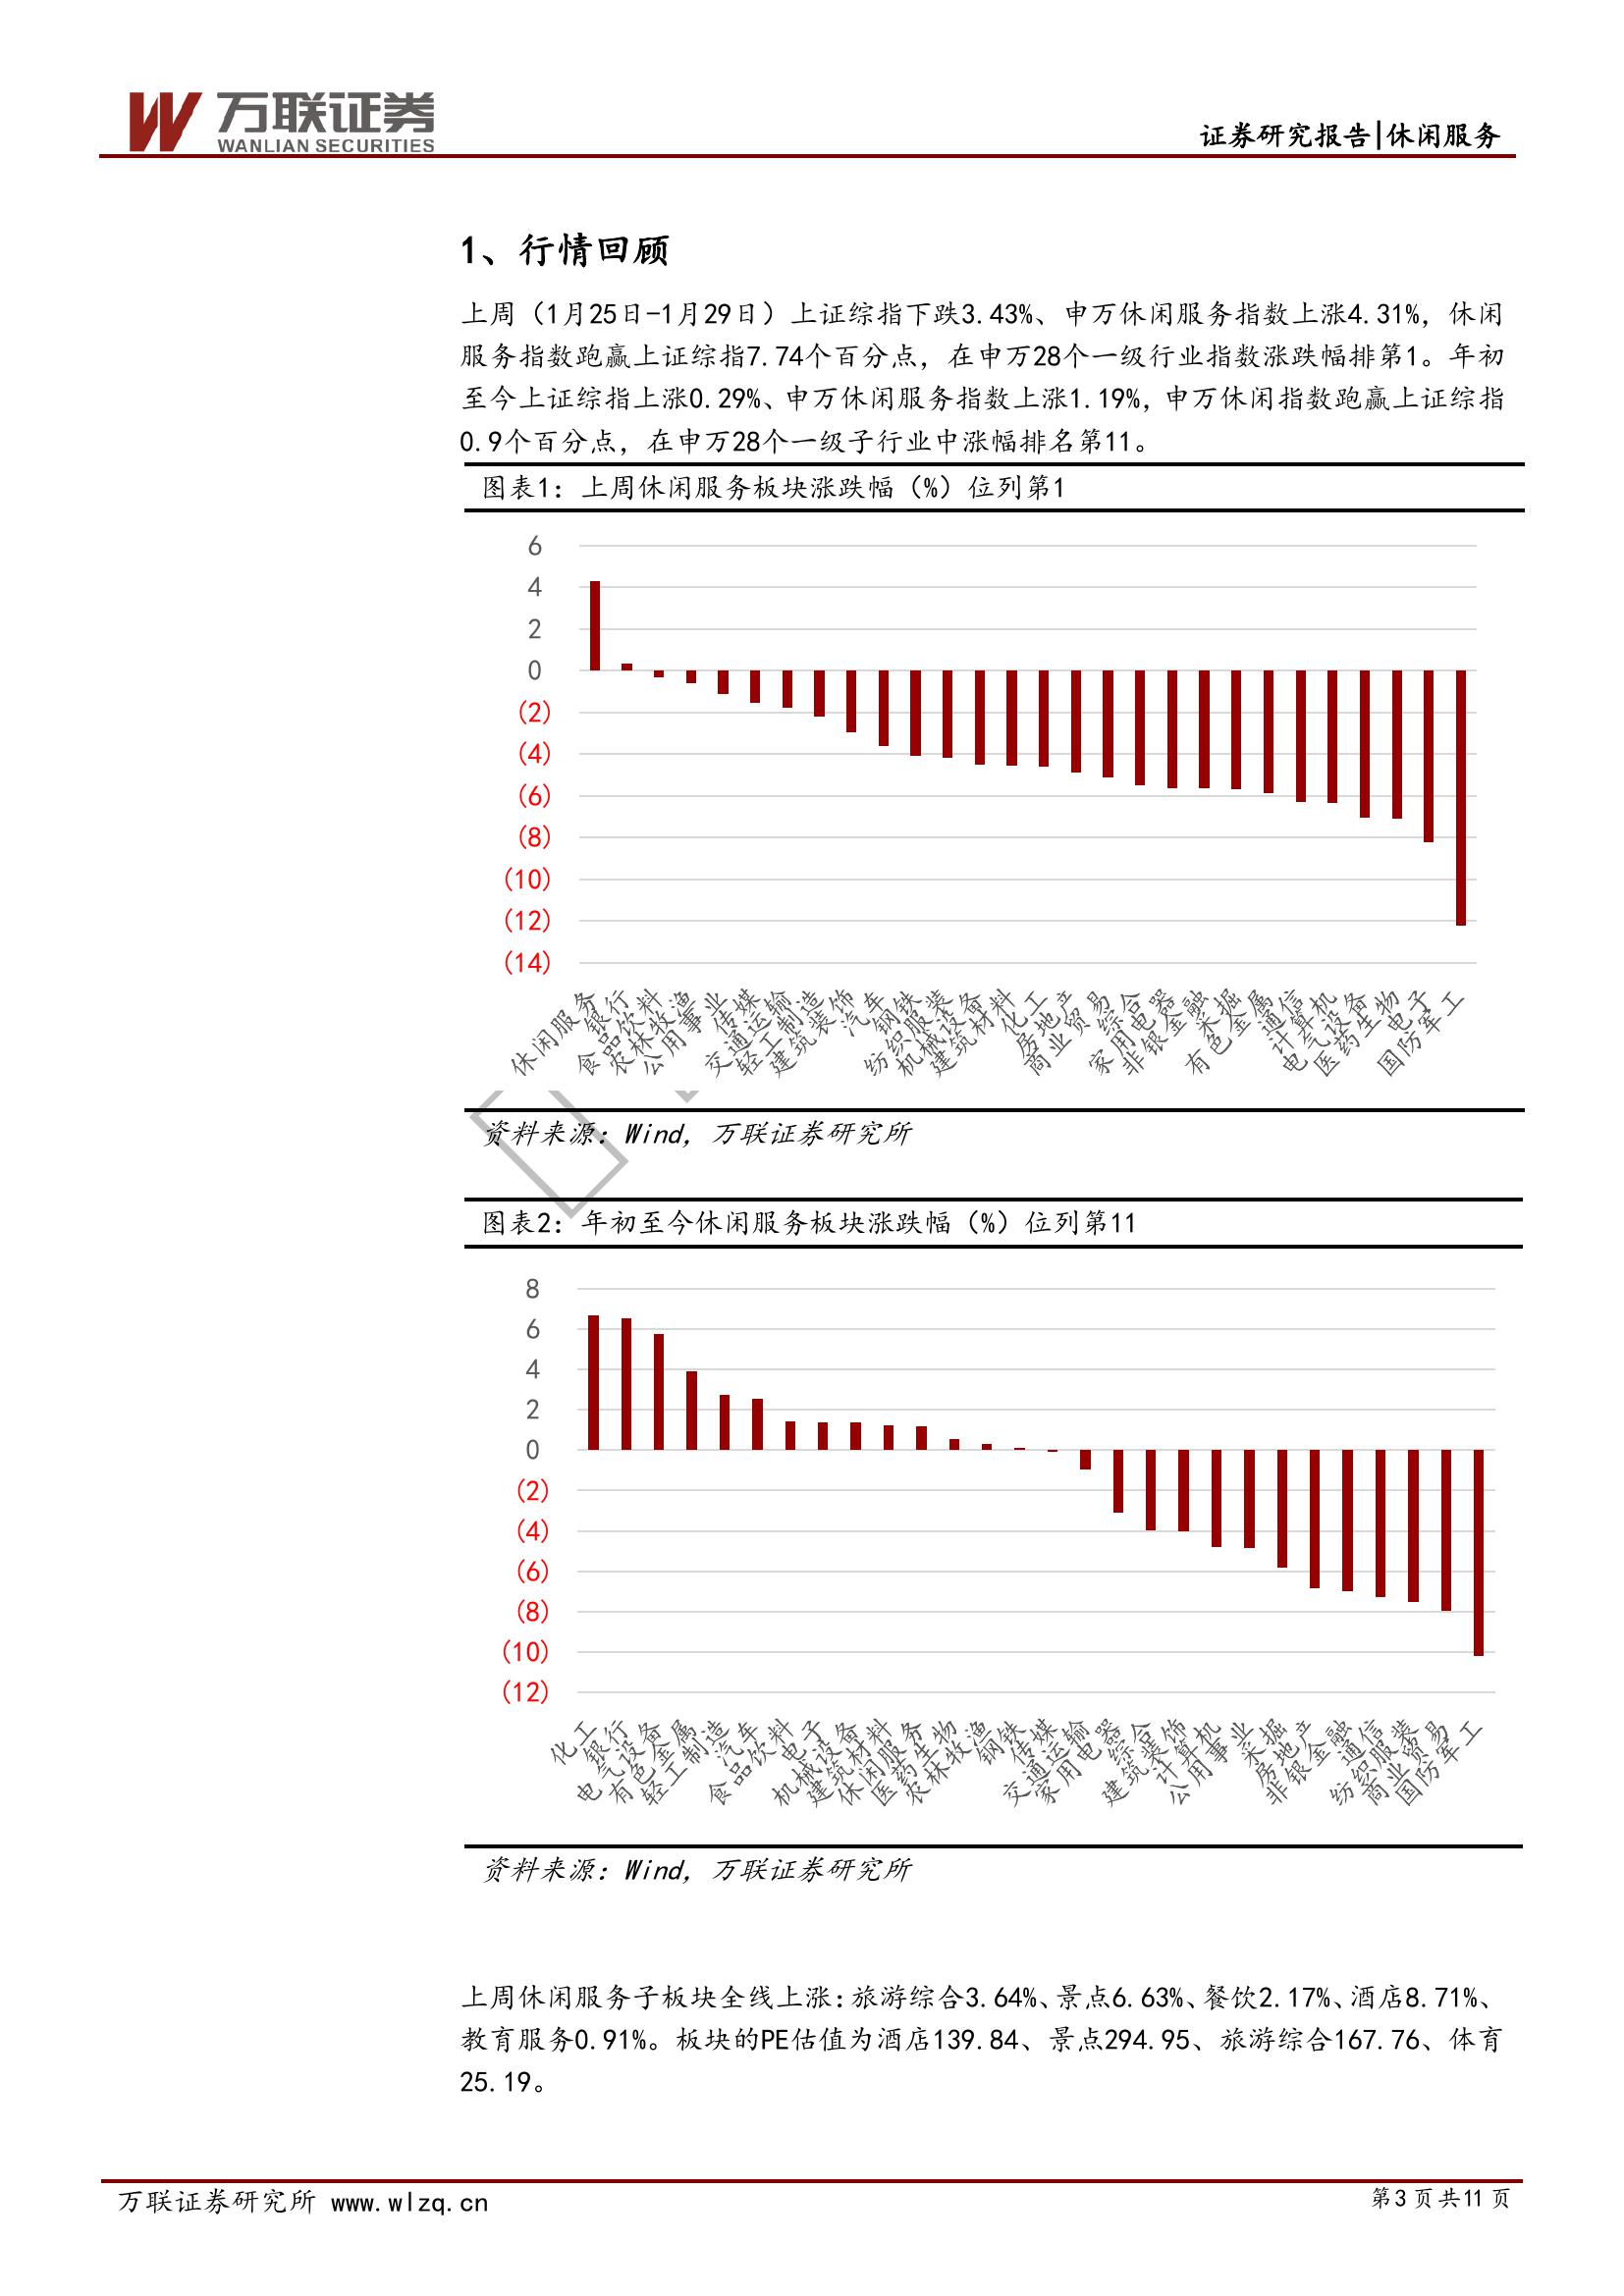 万联证券
WANLIAN SECURITIES
证券研究报告|休闲服务
1、行情回顾
上周（1月25日-1月29日）上证综指下跌3.43%、申万休闲服务指数上涨4.31%，休闲
服务指数跑赢上证综指7.74个百分点，在申万28个一级行业指数涨跌幅排第1。年初
至今上证综指上涨0.29%、申万休闲服务指数上涨1.19%，申万休闲指数跑赢上证综指
0.9个百分点，在申万28个一级子行业中涨幅排名第11。
图表1：上周休闲服务板块涨跌幅（%）位列第1
6
4
2
0
(2)
(4)
(6)
(8)
(10)
(12)
(14)
休闲服务
银行
食品饮料
农林牧渔
公用事业
传媒
交通运输
轻工制造
建筑装饰
汽车
钢铁
纺织服装
机械设备
建筑材料
化工
房地产
商业贸易
综合
家用电器
非银金融
采掘
有色金属
通信
计算机
电气设备
医药生物
电子
国防军工
资料来源：Wind，万联证券研究所
图表2：年初至今休闲服务板块涨跌幅（%）位列第11
8
6
4
2
0
(2)
(4)
(6)
(8)
(10)
(12)
化工
银行
电气设备
有色金属
轻工制造
汽车
食品饮料
电子
机械设备
建筑材料
休闲服务
医药生物
农林牧渔
钢铁
传媒
交通运输
家用电器
综合
建筑装饰
计算机
公用事业
采掘
房地产
非银金融
通信
纺织服装
商业贸易
国防军工
资料来源：Wind，万联证券研究所
上周休闲服务子板块全线上涨：旅游综合3.64%、景点6.63%、餐饮2.17%、酒店8.71%、
教育服务0.91%。板块的PE估值为酒店139.84、景点294.95、旅游综合167.76、体育
25.19。
万联证券研究所 www.wlzq.cn
第3页共11页